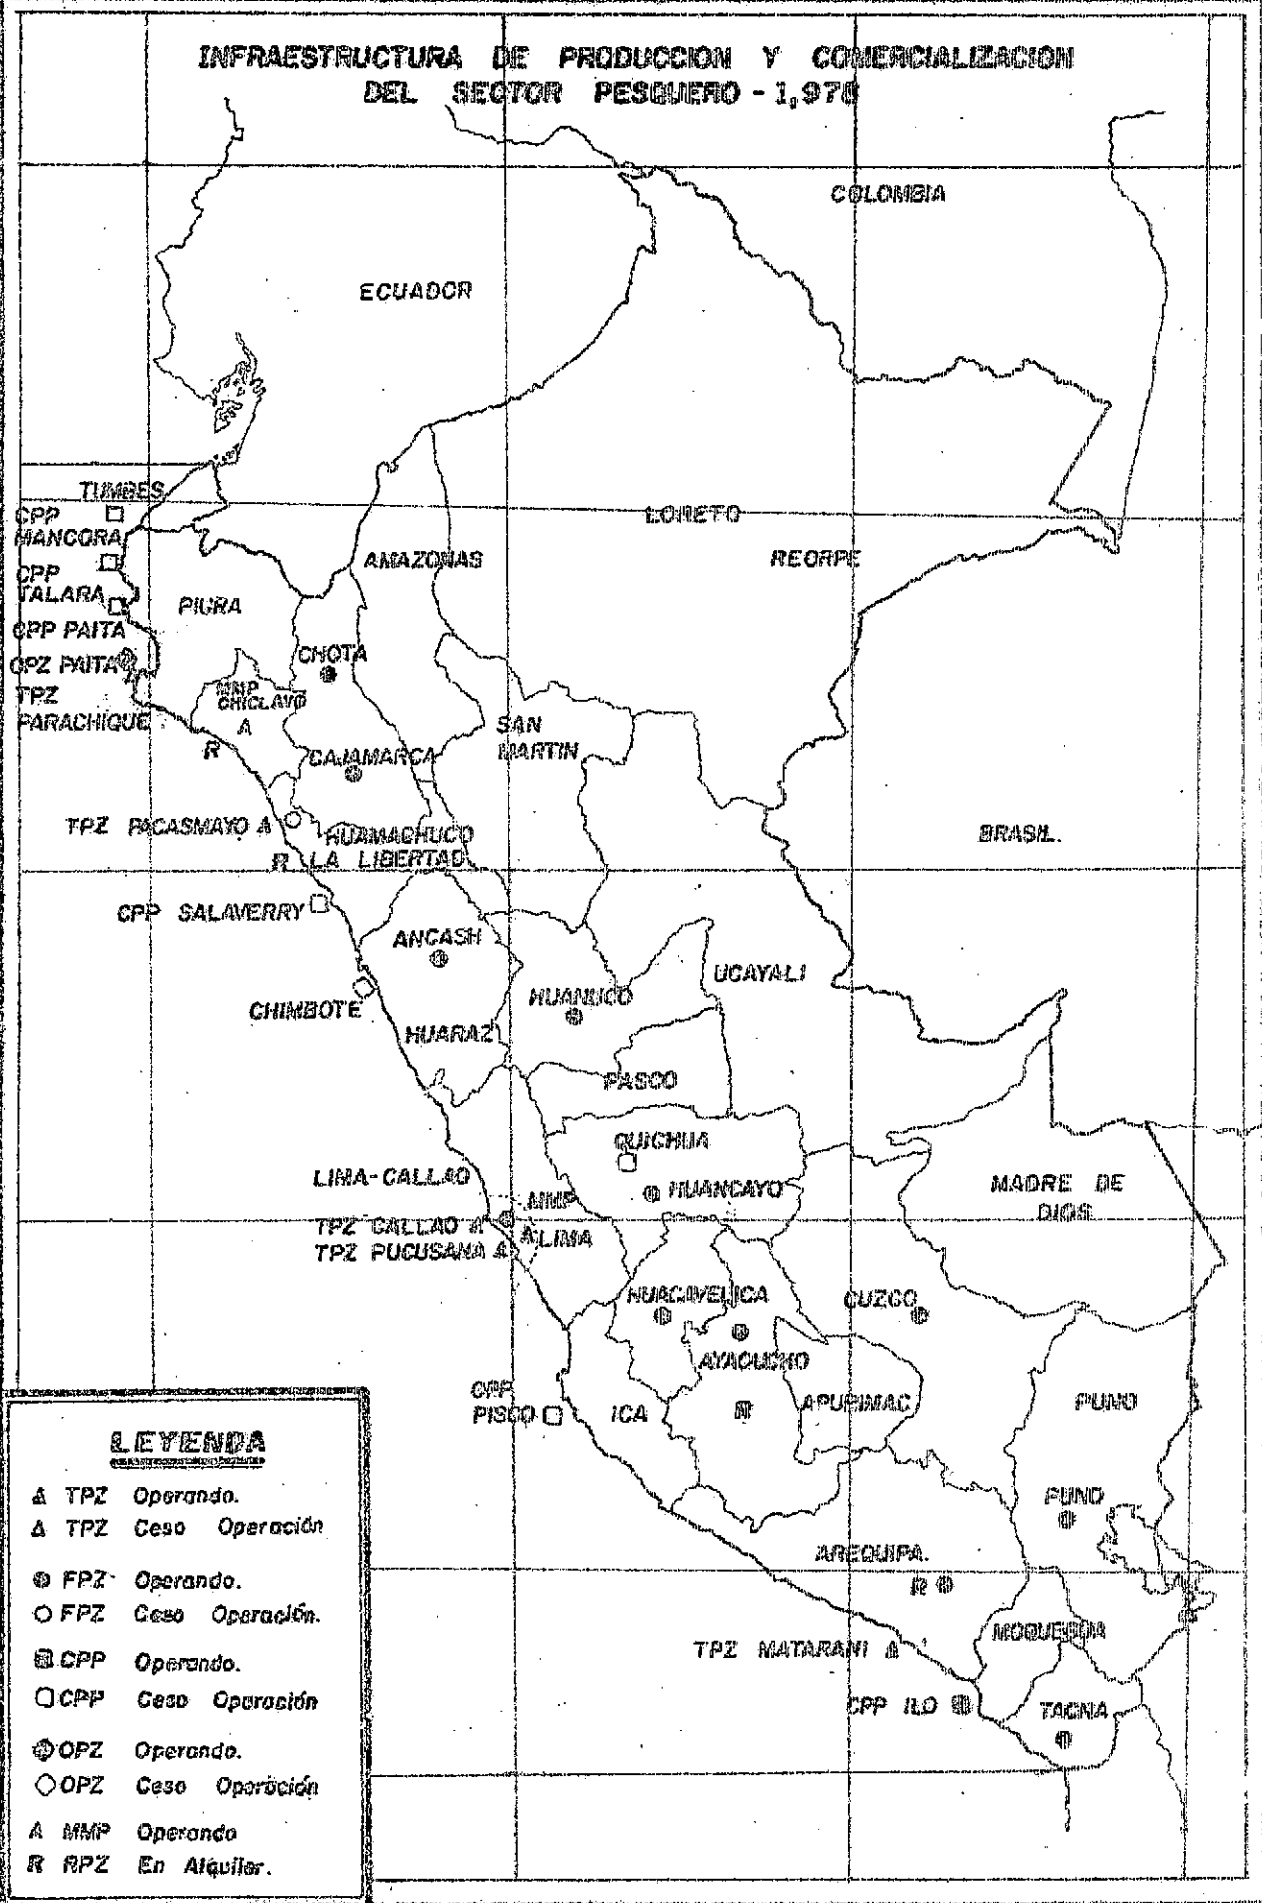 INFRAESTRUCTURA DE PRODUCCION Y COMERCIALIZACION
DEL SECTOR PESQUERO - 1,978
COLOMBIA
ECUADOR
TUMBES
CPP
MANCORA
CPP
TALARA
CPP PAITA
OPZ PAITA
TPZ
PARACHIQUE
PIURA
AMAZONAS
LORETO
REORPE
CHOTA
MMP
CHICLAYO
A
R
SAN
MARTIN
CAJAMARCA
TPZ PACASMAYO A
HUAMACHUCO
R LA LIBERTAD
BRASIL.
CPP SALAVERRY
ANCASH
UCAYALI
CHIMBOTE
HUANUCO
HUARAZ
PASCO
QUICHUA
LIMA-CALLAO
MMP
HUANCAYO
MADRE DE
DIOS
TPZ CALLAO A
A LIMA
TPZ PUCUSANA A
HUACAVELICA
CUZCO
AYACUCHO
CPP
PISCO
ICA
R
APURIMAC
PUNO
PUNO
AREQUIPA.
R
MOQUEGUA
TPZ MATARANI A
CPP ILO
TACNA
LEYENDA
Δ TPZ Operando.
Δ TPZ Ceso Operación
FPZ Operando.
FPZ Ceso Operación.
CPP Operando.
CPP Ceso Operación
OPZ Operando.
OPZ Ceso Operación
A MMP Operando
R RPZ En Alquiler.